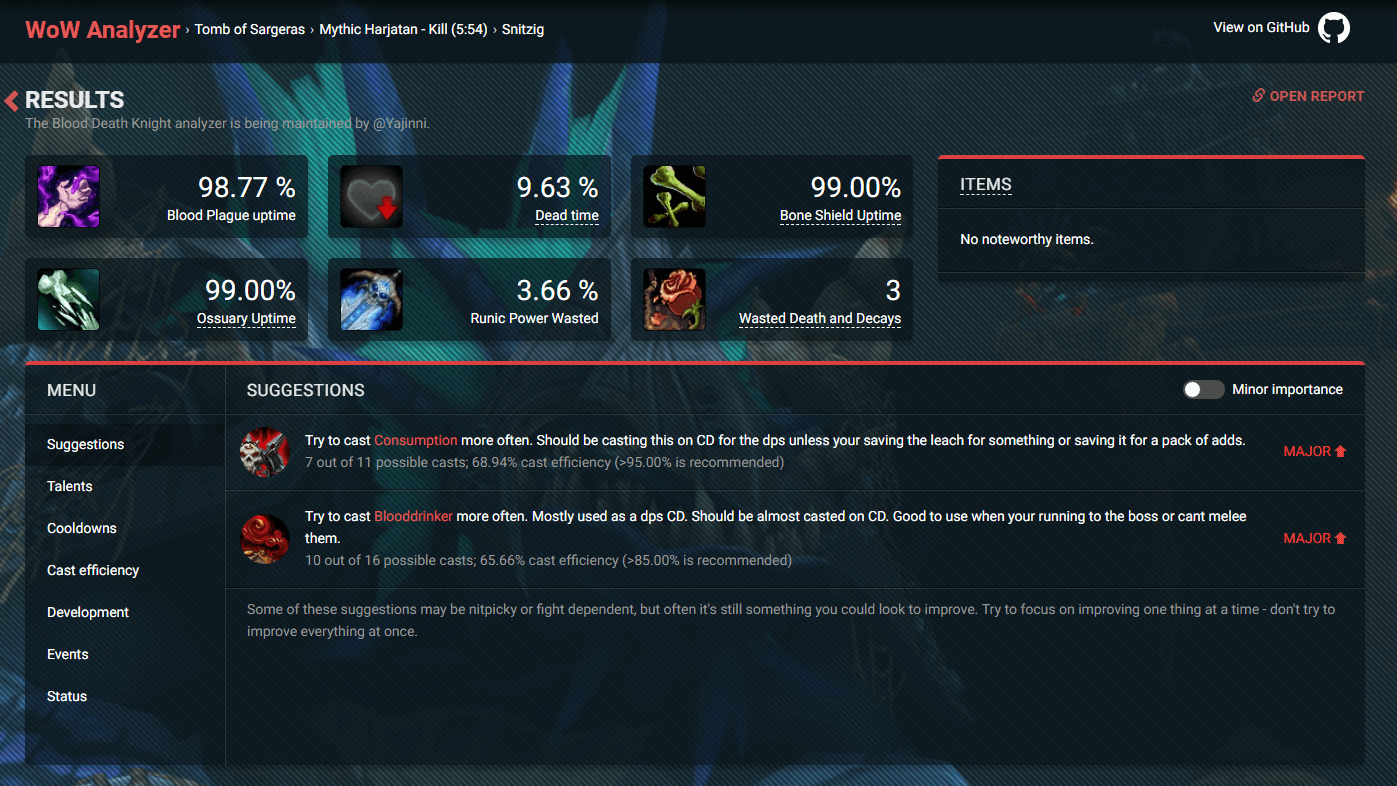 WoW Analyzer › Tomb of Sargeras › Mythic Harjatan - Kill (5:54) › Snitzig
View on GitHub
RESULTS
The Blood Death Knight analyzer is being maintained by @Yajinni.
OPEN REPORT
98.77 %
Blood Plague uptime
9.63 %
Dead time
99.00%
Bone Shield Uptime
99.00%
Ossuary Uptime
3.66 %
Runic Power Wasted
3
Wasted Death and Decays
ITEMS
No noteworthy items.
MENU
Suggestions
Talents
Cooldowns
Cast efficiency
Development
Events
Status
SUGGESTIONS
Minor importance
Try to cast Consumption more often. Should be casting this on CD for the dps unless your saving the leach for something or saving it for a pack of adds.
7 out of 11 possible casts; 68.94% cast efficiency (>95.00% is recommended)
MAJOR
Try to cast Blooddrinker more often. Mostly used as a dps CD. Should be almost casted on CD. Good to use when your running to the boss or cant melee
them.
10 out of 16 possible casts; 65.66% cast efficiency (>85.00% is recommended)
MAJOR
Some of these suggestions may be nitpicky or fight dependent, but often it's still something you could look to improve. Try to focus on improving one thing at a time - don't try to
improve everything at once.